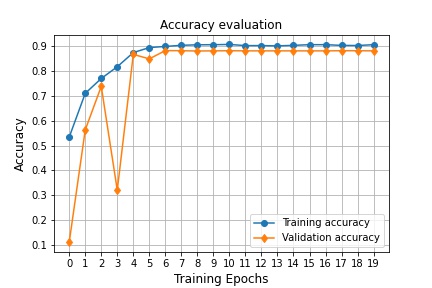 Accuracy evaluation
0.9
0.8
0.7
0.6
0.5
0.4
0.3
0.2
0.1
Accuracy
Training accuracy
Validation accuracy
0 1 2 3 4 5 6 7 8 9 10 11 12 13 14 15 16 17 18 19
Training Epochs